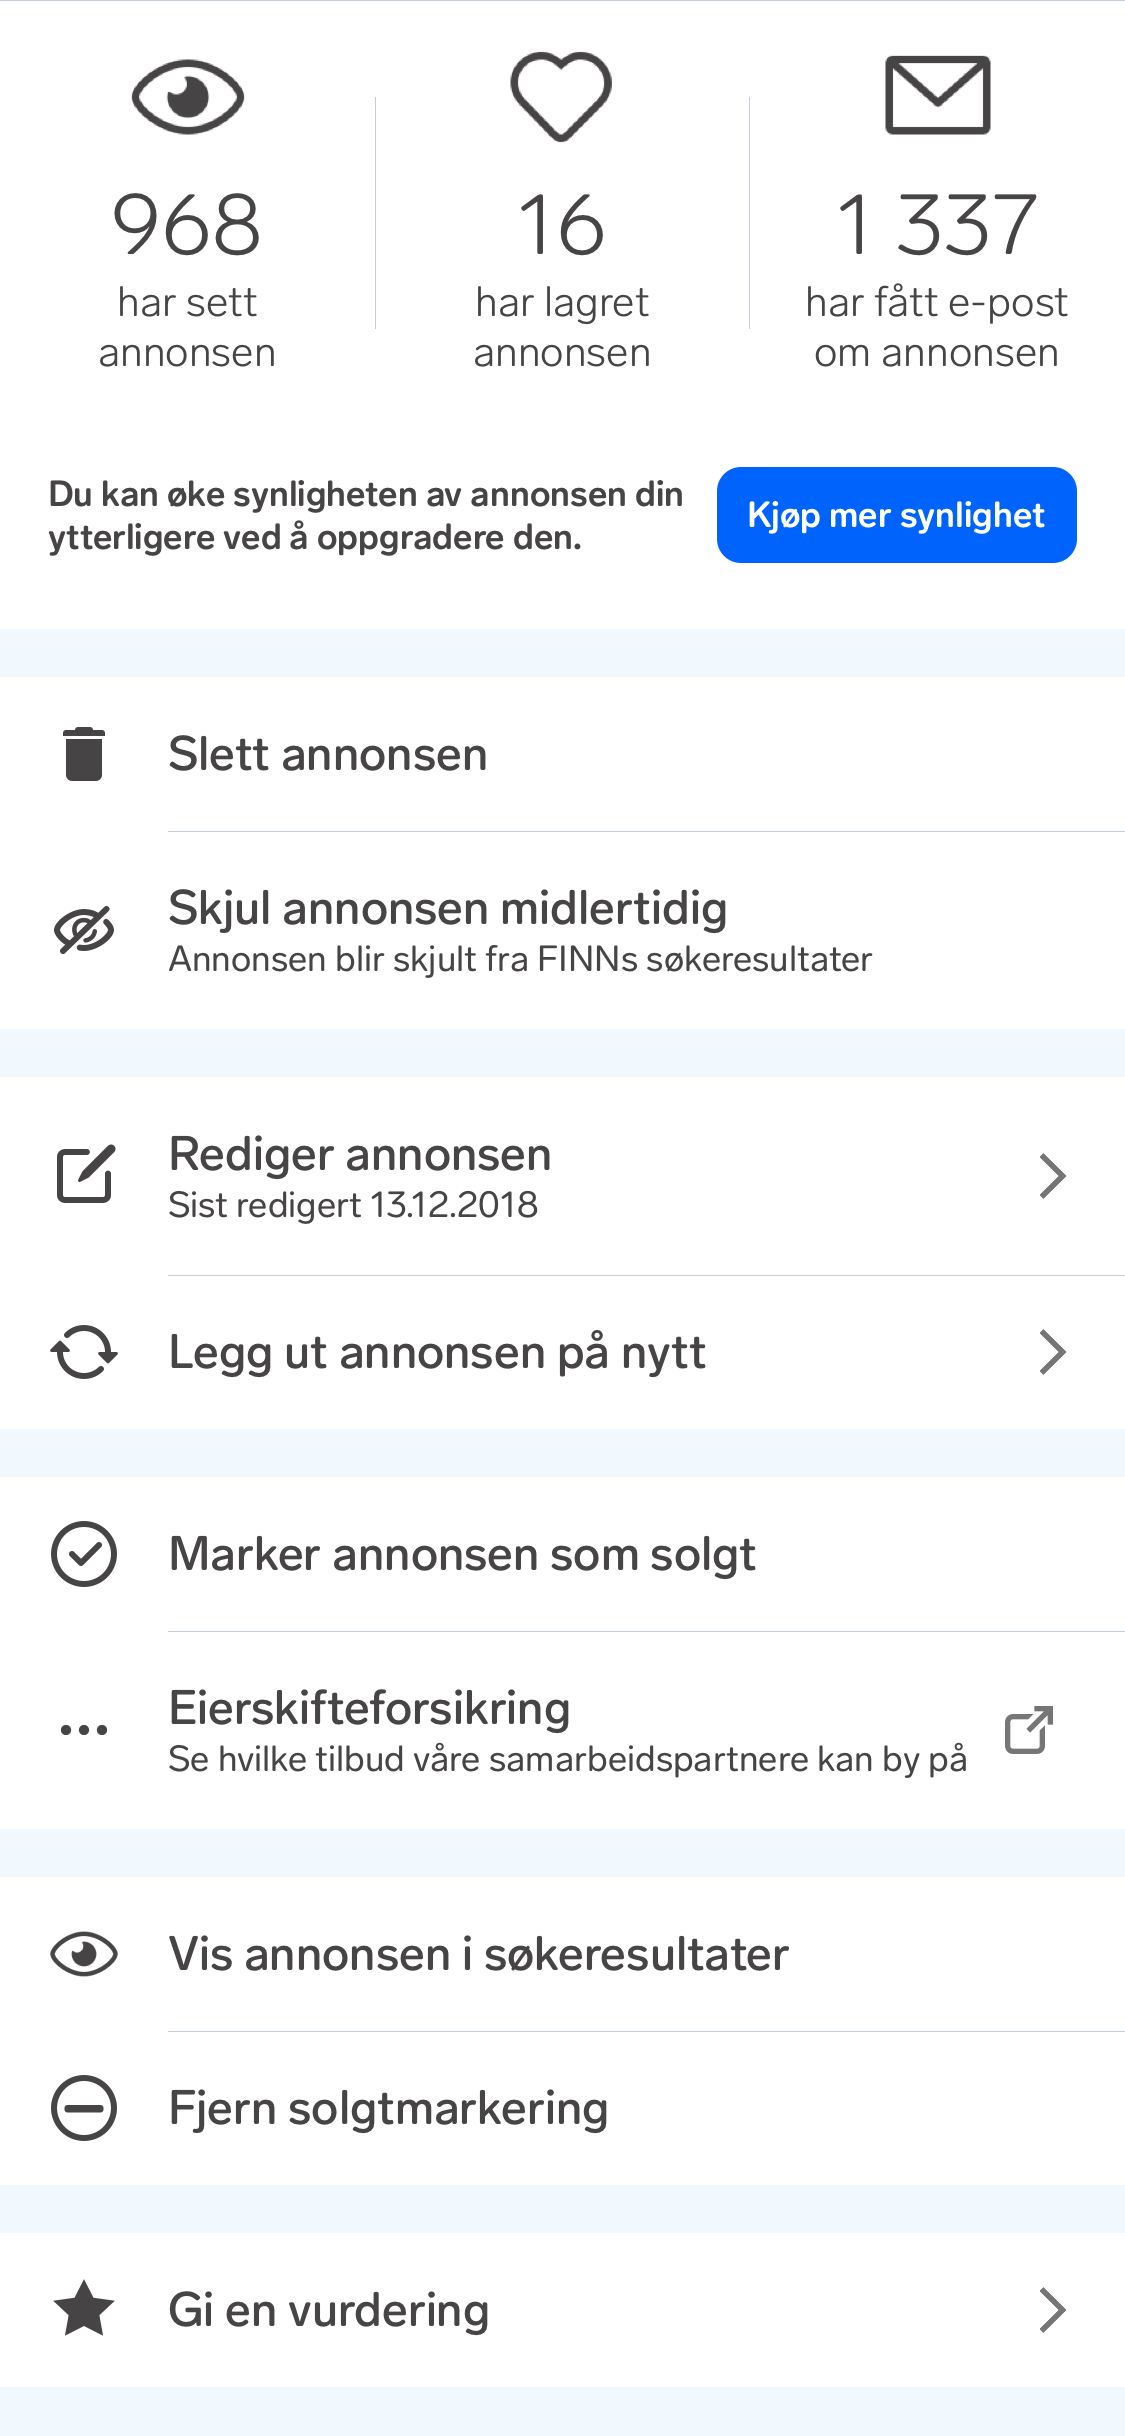 968
har sett
annonsen
16
har lagret
annonsen
1 337
har fått e-post
om annonsen
Du kan øke synligheten av annonsen din
ytterligere ved å oppgradere den.
Kjøp mer synlighet
Slett annonsen
Skjul annonsen midlertidig
Annonsen blir skjult fra FINNs søkeresultater
Rediger annonsen
Sist redigert 13.12.2018
Legg ut annonsen på nytt
Marker annonsen som solgt
Eierskifteforsikring
Se hvilke tilbud våre samarbeidspartnere kan by på
Vis annonsen i søkeresultater
Fjern solgtmarkering
Gi en vurdering